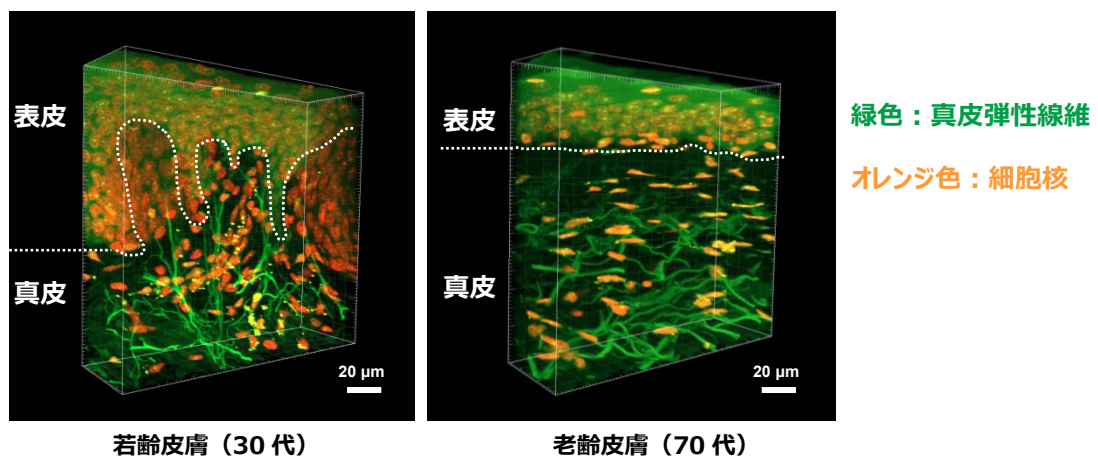 表皮
真皮
20 μm
若齢皮膚(30 代)
表皮
真皮
20 μm
老齢皮膚(70 代)
緑色:真皮弾性線維
オレンジ色:細胞核